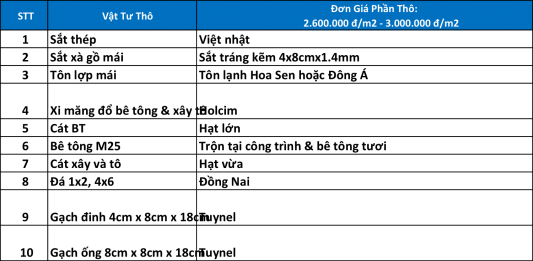 STT Vật Tư Thô Đơn Giá Phần Thô:
2.600.000 đ/m2 - 3.000.000 đ/m2
1 Sắt thép Việt nhật
2 Sắt xà gồ mái Sắt tráng kẽm 4x8cmx1.4mm
3 Tôn lợp mái Tôn lạnh Hoa Sen hoặc Đông Á
4 Xi măng đổ bê tông & xây tô Holcim
5 Cát BT Hạt lớn
6 Bê tông M25 Trộn tại công trình & bê tông tươi
7 Cát xây và tô Hạt vừa
8 Đá 1x2, 4x6 Đồng Nai
9 Gạch đinh 4cm x 8cm x 18cm Tuynel
10 Gạch ống 8cm x 8cm x 18cm Tuynel